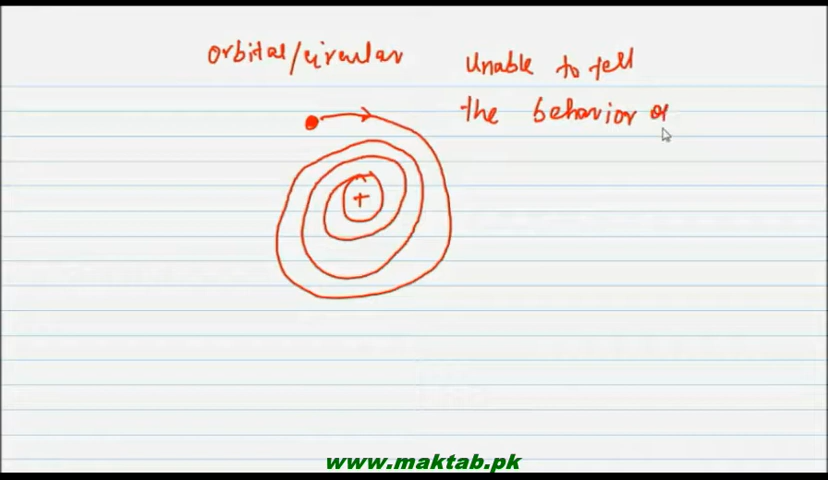 orbital/circular
Unable to tell
the behavior of
+
www.maktab.pk